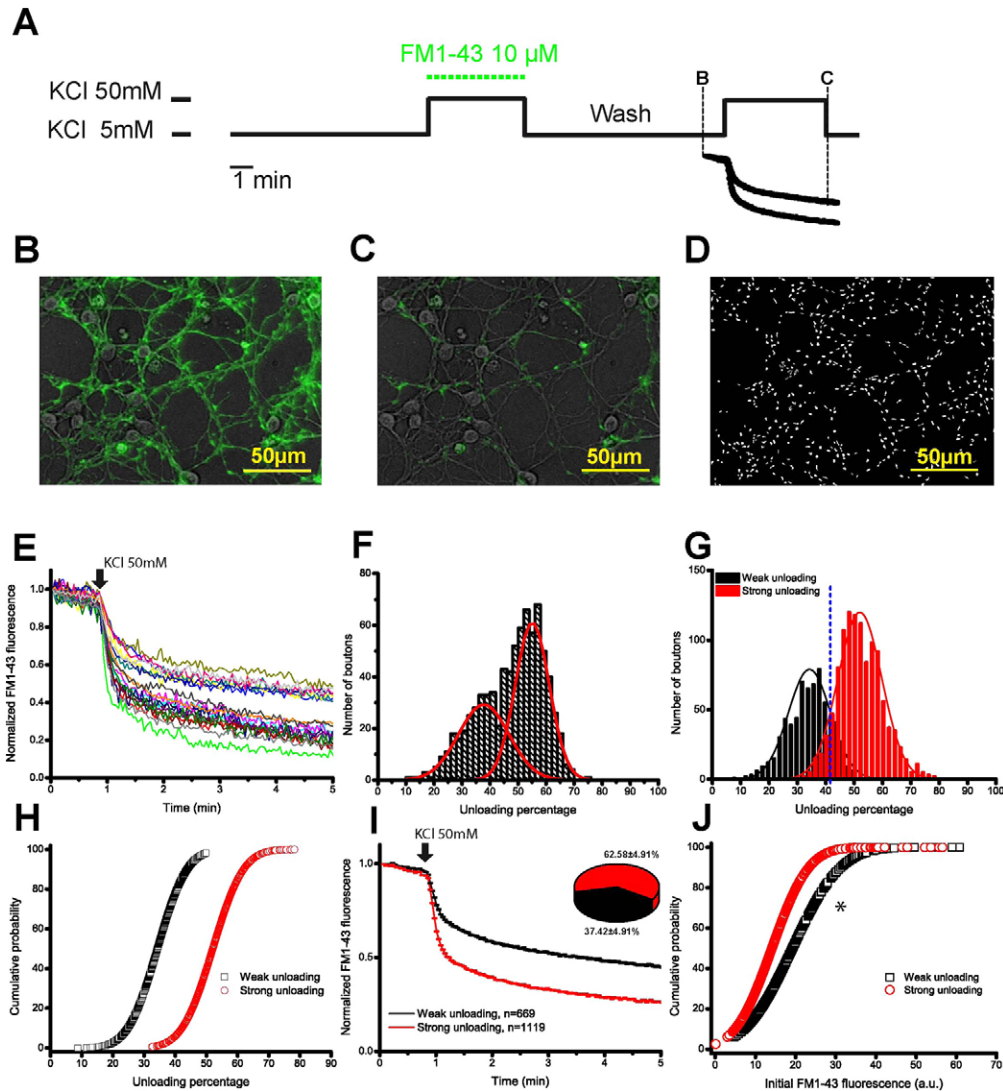 A
FM1-43 10 µM
KCl 50mM
KCl 5mM
Wash
B
C
1 min
B
C
D
50µm
50µm
50µm
E
KCl 50mM
Normalized FM1-43 fluorescence
1.0
0.8
0.6
0.4
0.2
0.0
0 1 2 3 4 5
Time (min)
F
Number of boutons
80
60
40
20
0
0 10 20 30 40 50 60 70 80 90 100
Unloading percentage
G
Weak unloading
Strong unloading
Number of boutons
150
100
50
0
0 10 20 30 40 50 60 70 80 90 100
Unloading percentage
H
Cumulative probability
100
80
60
40
20
0
Weak unloading
Strong unloading
0 10 20 30 40 50 60 70 80 90
Unloading percentage
I
KCl 50mM
Normalized FM1-43 fluorescence
1.0
0.5
0.0
62.58±4.91%
37.42±4.91%
Weak unloading, n=669
Strong unloading, n=1119
0 1 2 3 4 5
Time (min)
J
Cumulative probability
100
80
60
40
20
0
*
Weak unloading
Strong unloading
0 10 20 30 40 50 60 70
Initial FM1-43 fluorescence (a.u.)